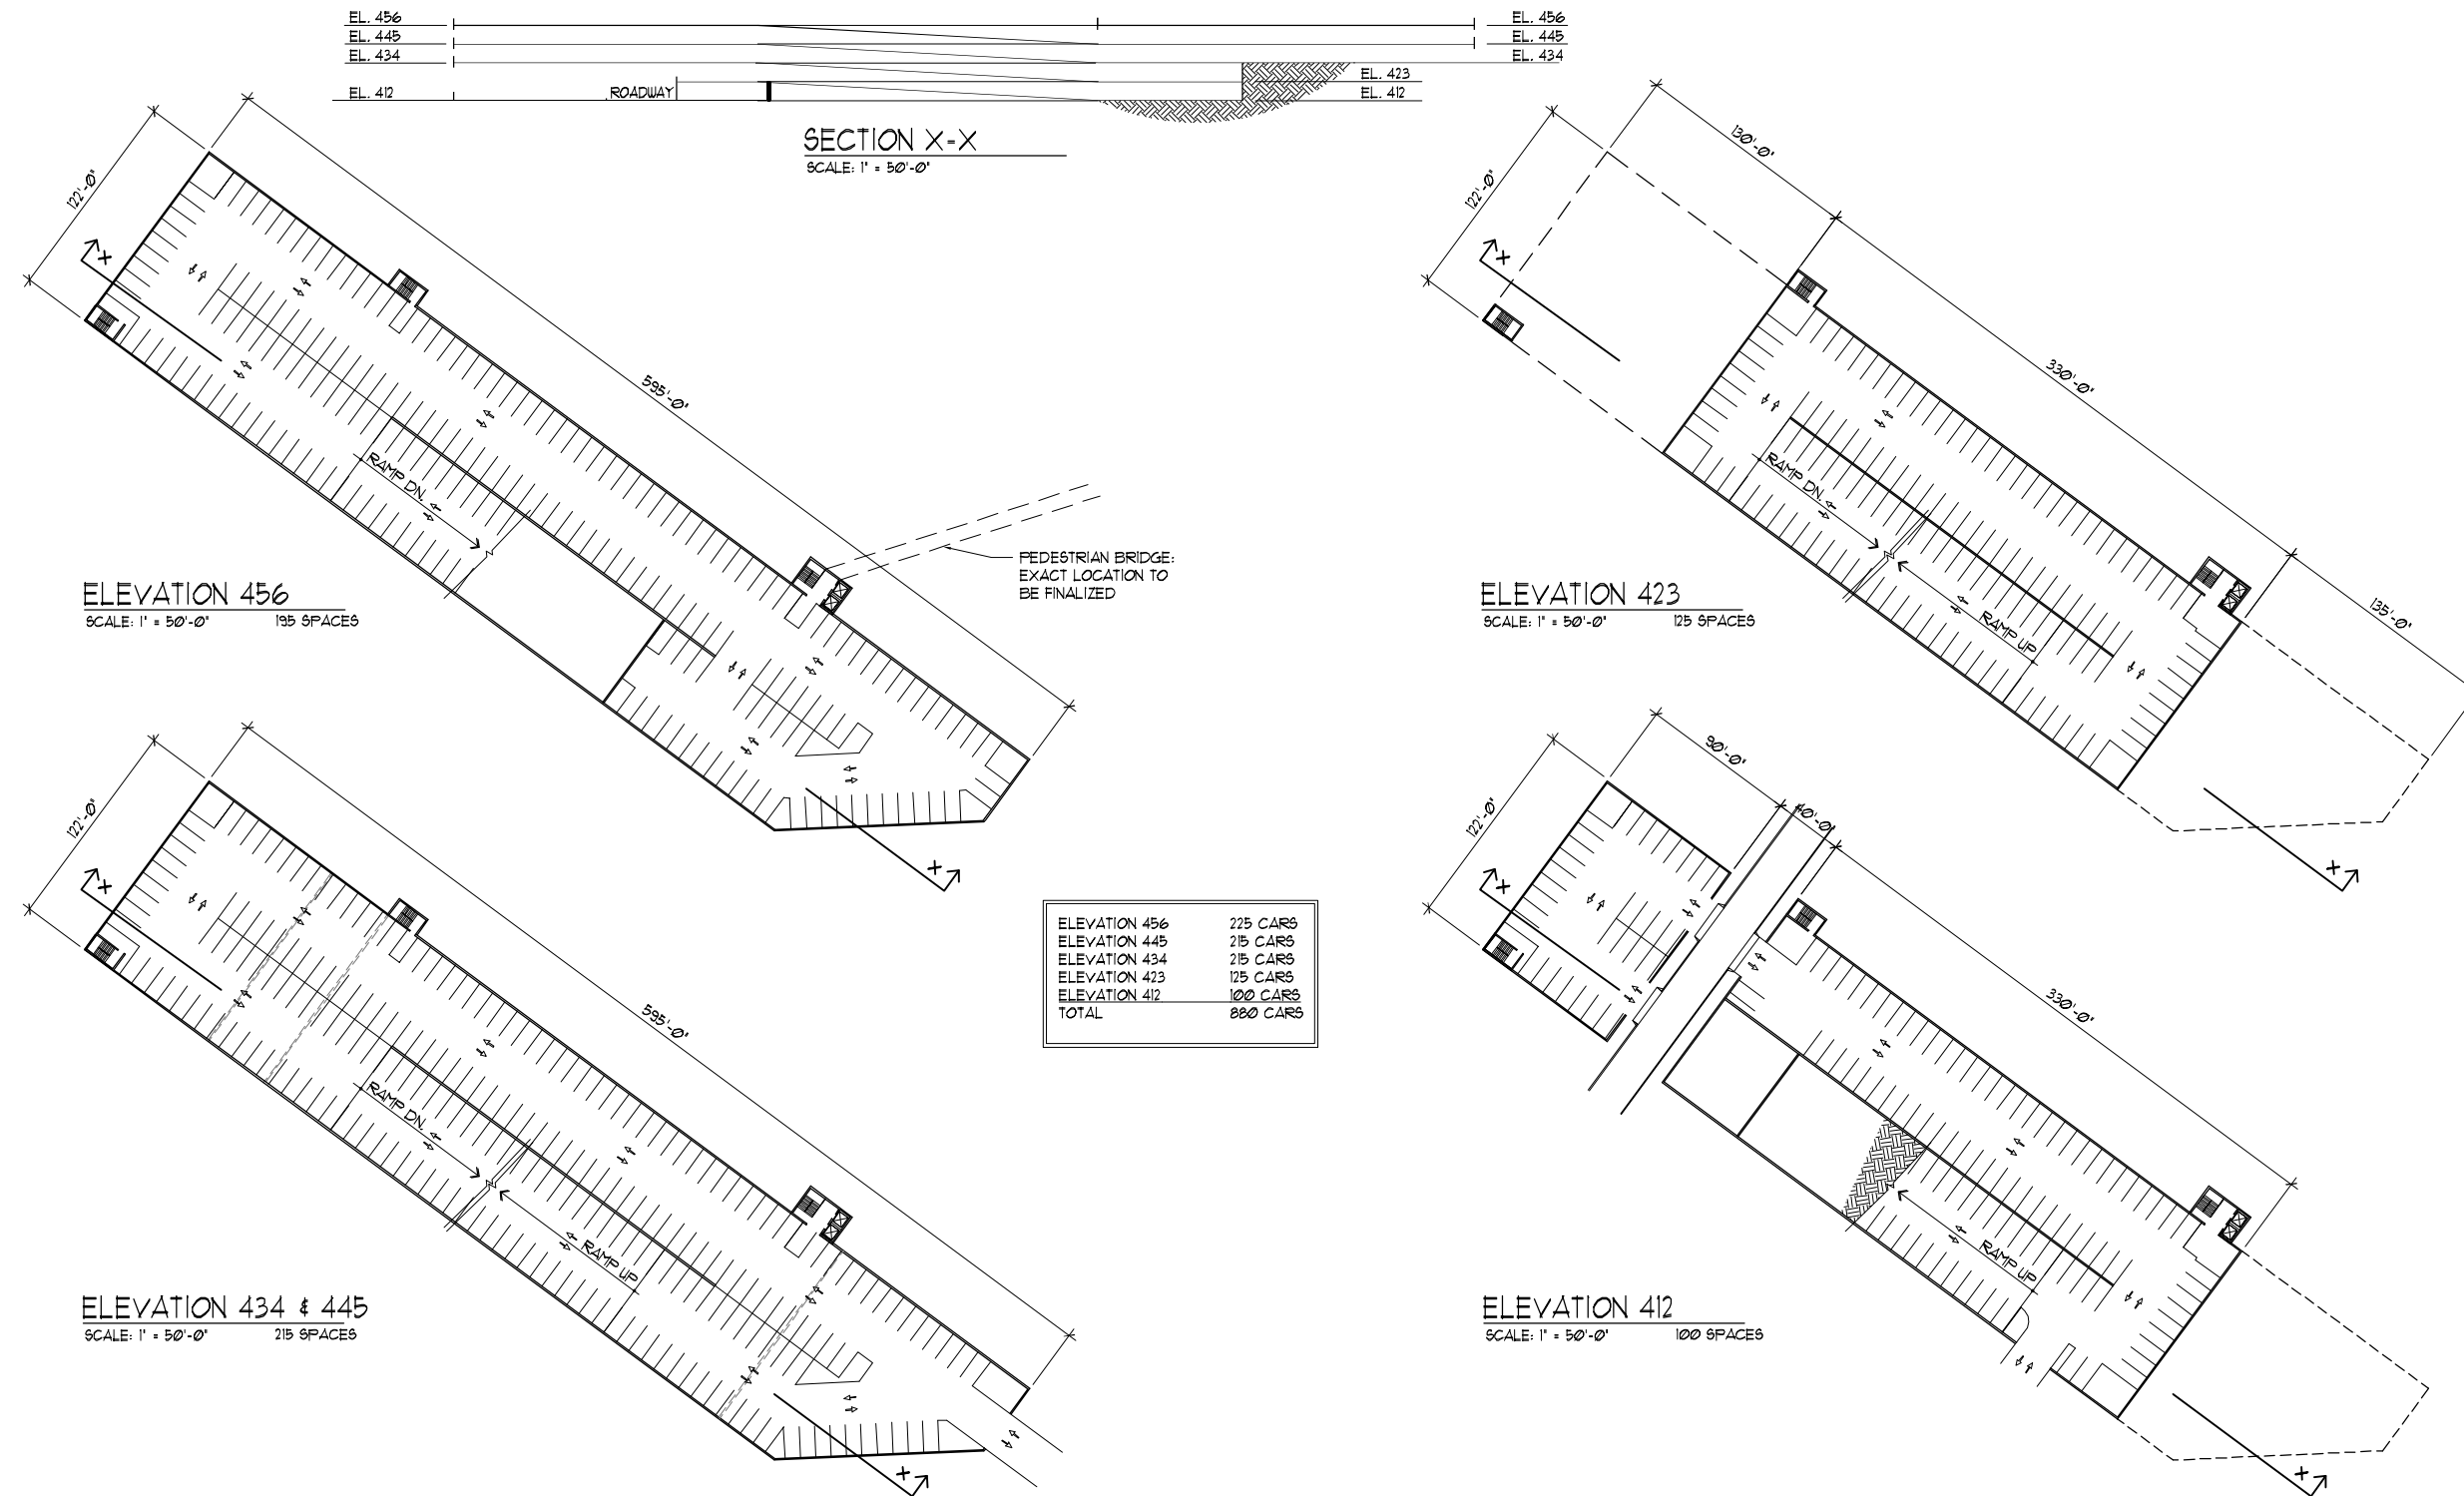 EL. 456
EL. 445
EL. 434
EL. 412
ROADWAY
EL. 456
EL. 445
EL. 434
EL. 423
EL. 412
SECTION X-X
SCALE: 1" = 50'-0"
122'-0"
595'-0"
X
RAMP DN.
PEDESTRIAN BRIDGE:
EXACT LOCATION TO
BE FINALIZED
ELEVATION 456
SCALE: 1" = 50'-0" 195 SPACES
X
122'-0"
130'-0"
330'-0"
135'-0"
X
RAMP DN.
RAMP UP
ELEVATION 423
SCALE: 1" = 50'-0" 125 SPACES
X
122'-0"
595'-0"
X
RAMP DN.
RAMP UP
ELEVATION 434 & 445
SCALE: 1" = 50'-0" 215 SPACES
X
ELEVATION 456 225 CARS
ELEVATION 445 215 CARS
ELEVATION 434 215 CARS
ELEVATION 423 125 CARS
ELEVATION 412 100 CARS
TOTAL 880 CARS
122'-0"
90'-0"
40'-0"
330'-0"
X
RAMP UP
ELEVATION 412
SCALE: 1" = 50'-0" 100 SPACES
X